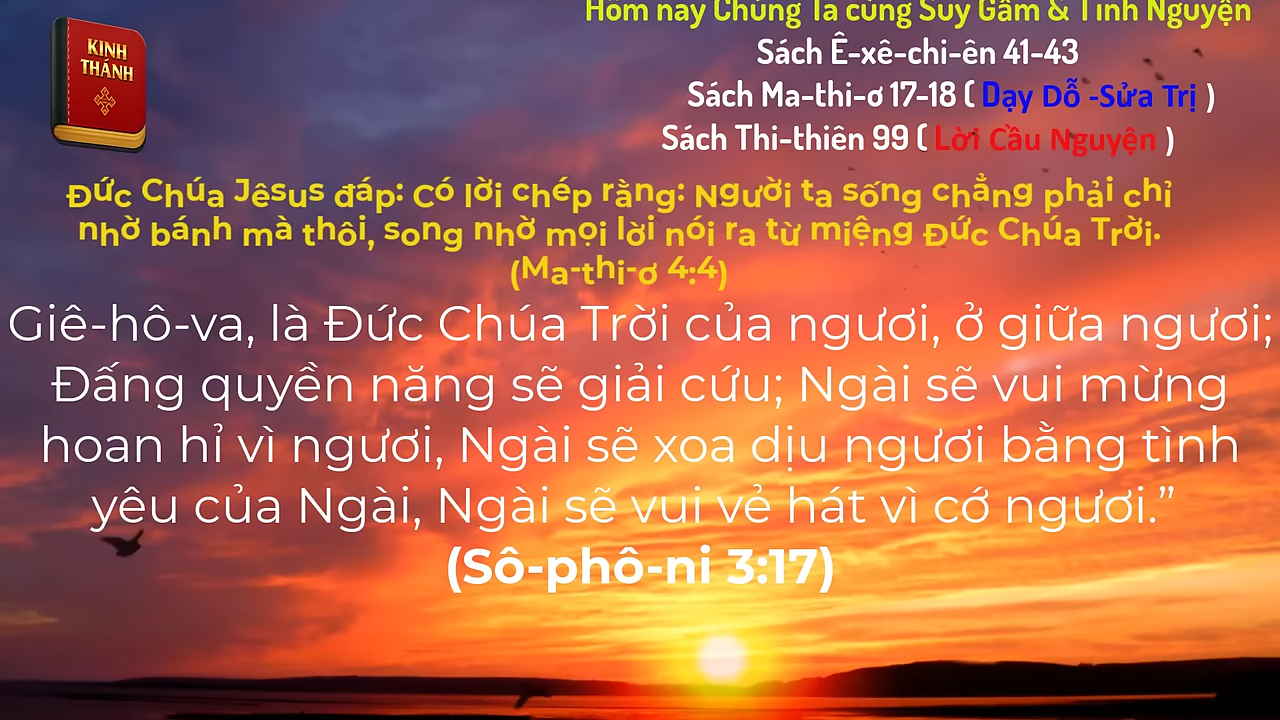 KINH
THÁNH
Hôm nay Chúng Ta cùng Suy Gẫm & Tĩnh Nguyện
Sách Ê-xê-chi-ên 41-43
Sách Ma-thi-ơ 17-18 ( Dạy Dỗ -Sửa Trị )
Sách Thi-thiên 99 ( Lời Cầu Nguyện )
Đức Chúa Jêsus đáp: Có lời chép rằng: Người ta sống chẳng phải chỉ
nhờ bánh mà thôi, song nhờ mọi lời nói ra từ miệng Đức Chúa Trời.
(Ma-thi-ơ 4:4)
Giê-hô-va, là Đức Chúa Trời của ngươi, ở giữa ngươi;
Đấng quyền năng sẽ giải cứu; Ngài sẽ vui mừng
hoan hỉ vì ngươi, Ngài sẽ xoa dịu ngươi bằng tình
yêu của Ngài, Ngài sẽ vui vẻ hát vì cớ ngươi.”
(Sô-phô-ni 3:17)